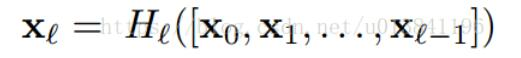 xℓ = Hℓ([x0, x1, . . . , xℓ−1])